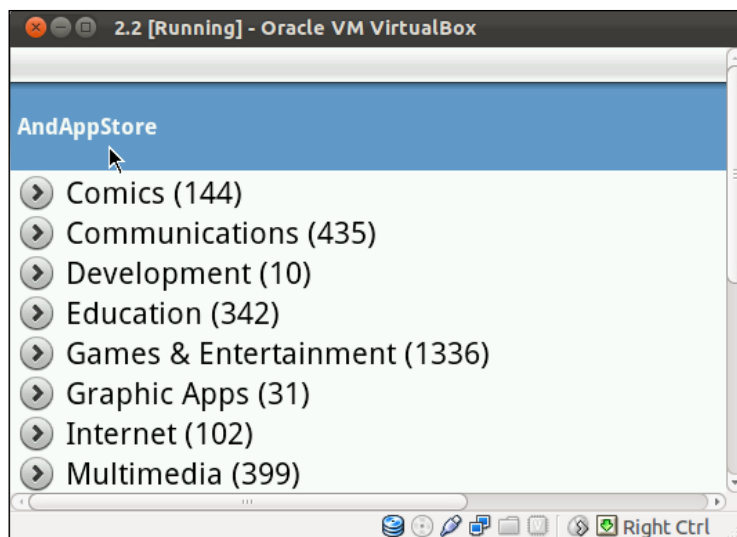 2.2 [Running] - Oracle VM VirtualBox
AndAppStore
Comics (144)
Communications (435)
Development (10)
Education (342)
Games & Entertainment (1336)
Graphic Apps (31)
Internet (102)
Multimedia (399)
Right Ctrl